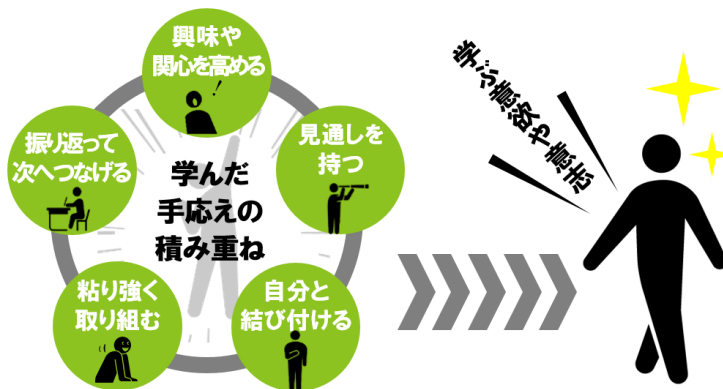 興味や
関心を高める
見通しを
持つ
自分と
結び付ける
粘り強く
取り組む
振り返って
次へつなげる
学んだ
手応えの
積み重ね
学ぶ意欲や意志